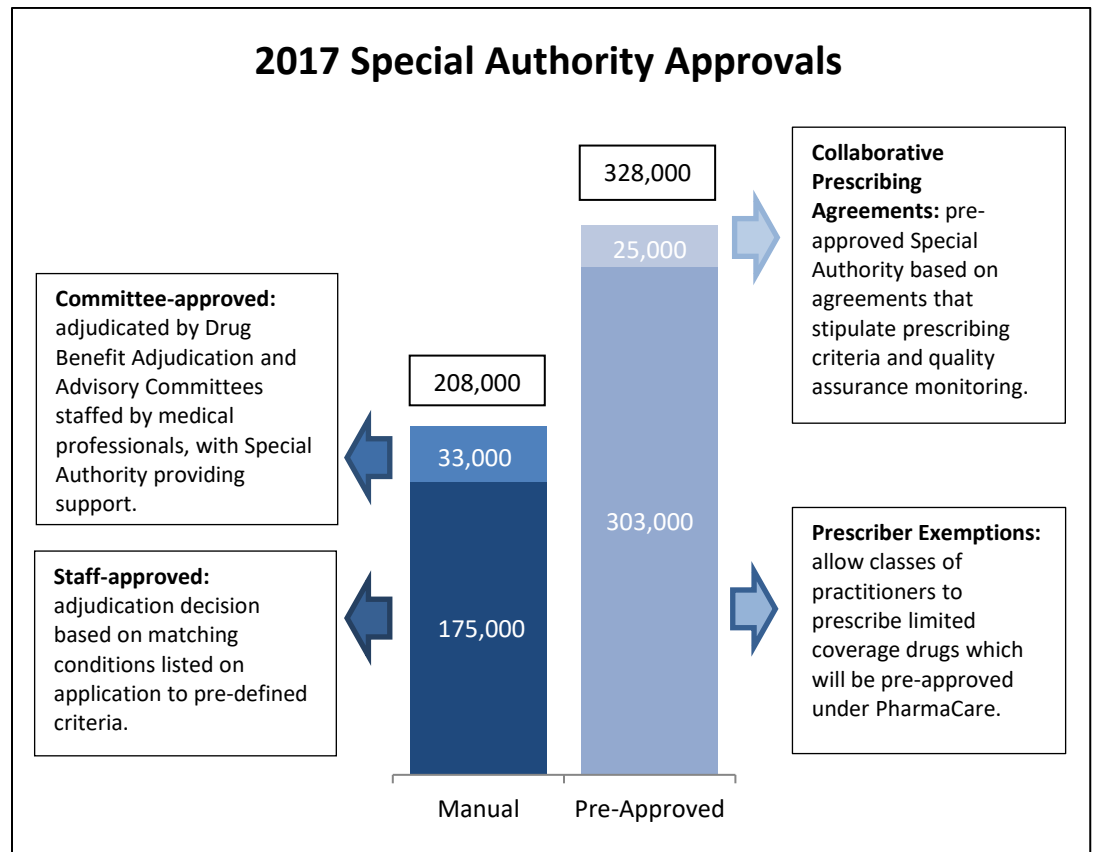 2017 Special Authority Approvals
Committee-approved:
adjudicated by Drug
Benefit Adjudication and
Advisory Committees
staffed by medical
professionals, with Special
Authority providing
support.
Staff-approved:
adjudication decision
based on matching
conditions listed on
application to pre-defined
criteria.
208,000
33,000
175,000
328,000
25,000
303,000
Collaborative
Prescribing
Agreements: pre-
approved Special
Authority based on
agreements that
stipulate prescribing
criteria and quality
assurance monitoring.
Prescriber Exemptions:
allow classes of
practitioners to
prescribe limited
coverage drugs which
will be pre-approved
under PharmaCare.
Manual
Pre-Approved